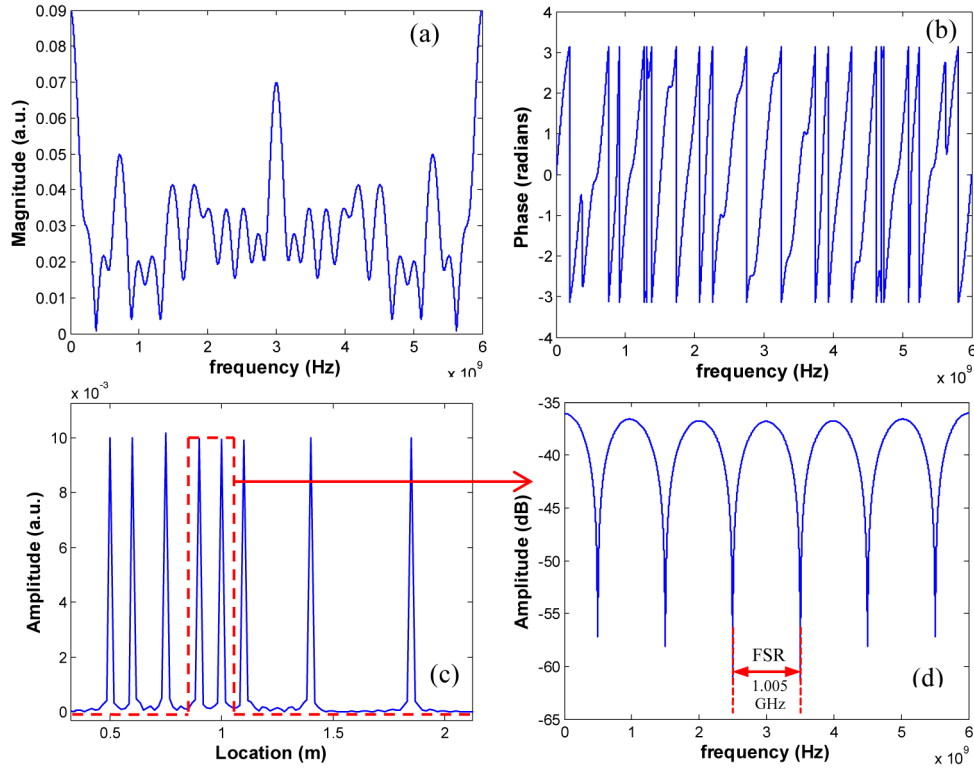 (a)
0.09
0.08
0.07
0.06
0.05
0.04
0.03
0.02
0.01
0
Magnitude (a.u.)
0 1 2 3 4 5 6
frequency (Hz)
x 10^9
(b)
4
3
2
1
0
-1
-2
-3
-4
Phase (radians)
0 1 2 3 4 5 6
frequency (Hz)
x 10^9
x 10^-3
10
8
6
4
2
0
Amplitude (a.u.)
(c)
0.5 1 1.5 2
Location (m)
-35
-40
-45
-50
-55
-60
-65
Amplitude (dB)
FSR
1.005
GHz
(d)
0 1 2 3 4 5 6
frequency (Hz)
x 10^9